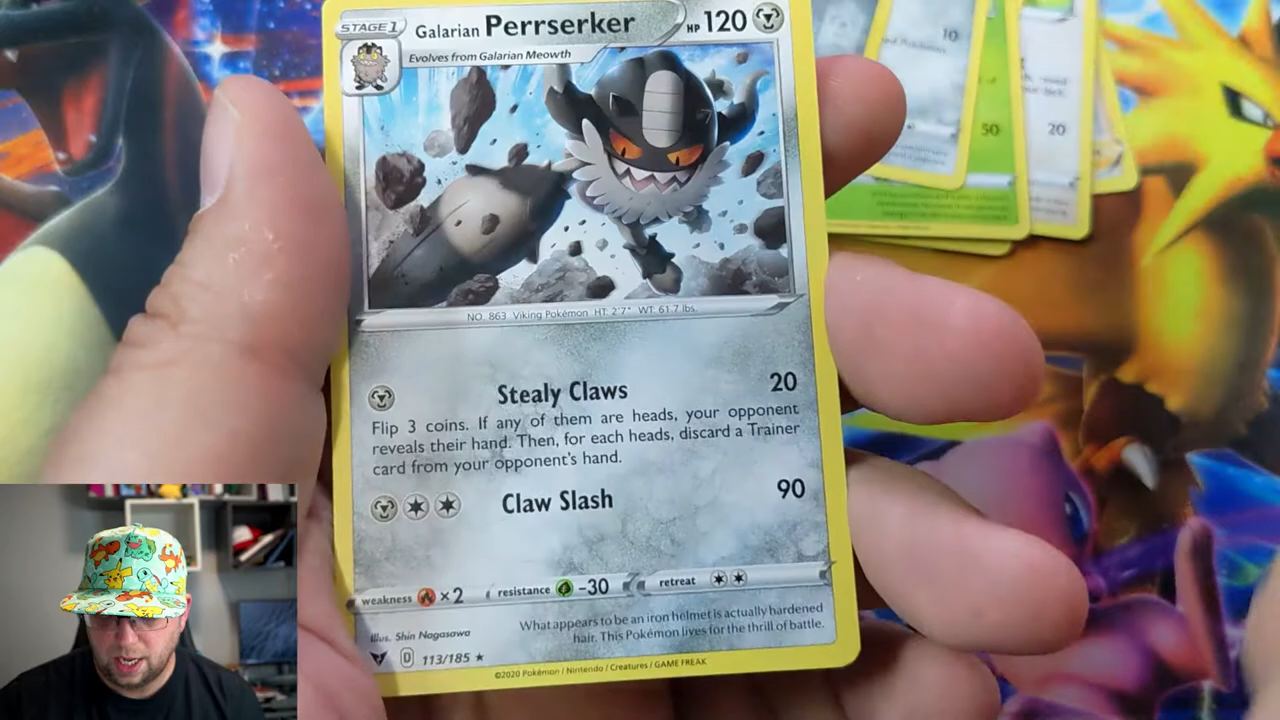 STAGE 1
Galarian Perrserker
HP 120
Evolves from Galarian Meowth
NO. 863 Viking Pokémon HT: 2'7" WT: 61.7 lbs.
Stealy Claws 20
Flip 3 coins. If any of them are heads, your opponent
reveals their hand. Then, for each heads, discard a Trainer
card from your opponent's hand.
Claw Slash 90
weakness ×2 resistance -30 retreat
What appears to be an iron helmet is actually hardened
hair. This Pokémon lives for the thrill of battle.
Illus. Shin Nagasawa
D 113/185 ★
©2020 Pokémon / Nintendo / Creatures / GAME FREAK
10
50
20